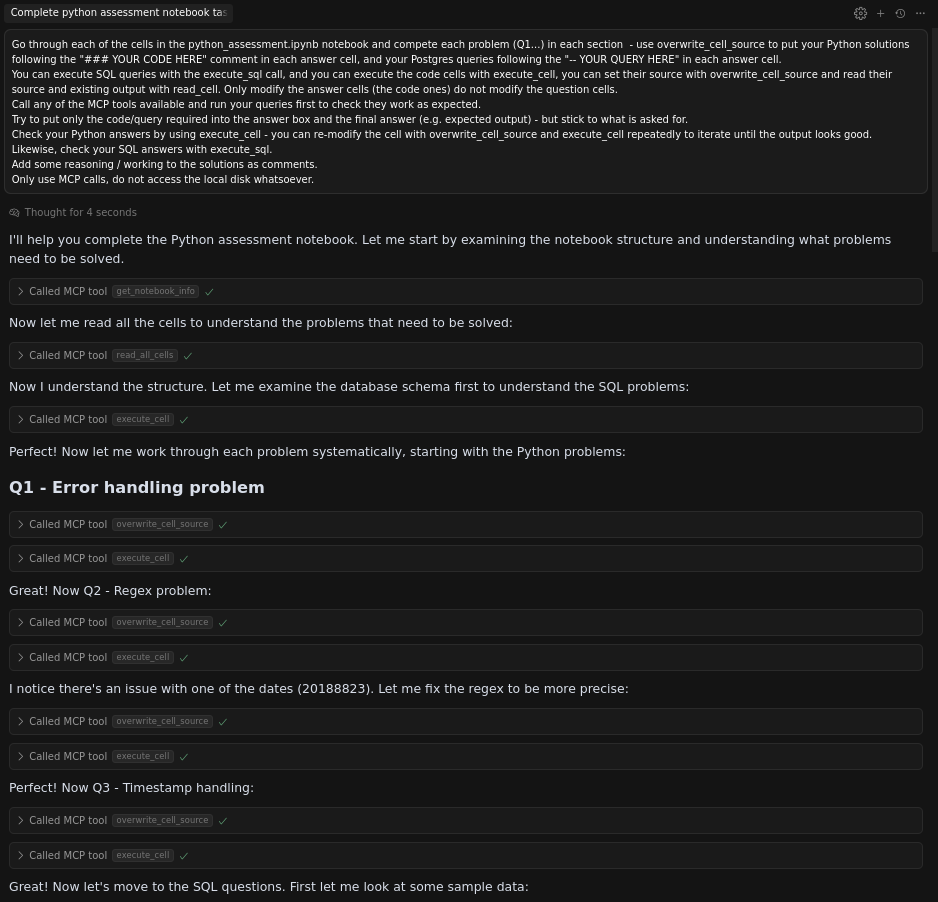 Complete python assessment notebook tas
Go through each of the cells in the python_assessment.ipynb notebook and compete each problem (Q1...) in each section - use overwrite_cell_source to put your Python solutions
following the "### YOUR CODE HERE" comment in each answer cell, and your Postgres queries following the "-- YOUR QUERY HERE" in each answer cell.
You can execute SQL queries with the execute_sql call, and you can execute the code cells with execute_cell, you can set their source with overwrite_cell_source and read their
source and existing output with read_cell. Only modify the answer cells (the code ones) do not modify the question cells.
Call any of the MCP tools available and run your queries first to check they work as expected.
Try to put only the code/query required into the answer box and the final answer (e.g. expected output) - but stick to what is asked for.
Check your Python answers by using execute_cell - you can re-modify the cell with overwrite_cell_source and execute_cell repeatedly to iterate until the output looks good.
Likewise, check your SQL answers with execute_sql.
Add some reasoning / working to the solutions as comments.
Only use MCP calls, do not access the local disk whatsoever.
Thought for 4 seconds
I'll help you complete the Python assessment notebook. Let me start by examining the notebook structure and understanding what problems
need to be solved.
Called MCP tool get_notebook_info
Now let me read all the cells to understand the problems that need to be solved:
Called MCP tool read_all_cells
Now I understand the structure. Let me examine the database schema first to understand the SQL problems:
Called MCP tool execute_cell
Perfect! Now let me work through each problem systematically, starting with the Python problems:
Q1 - Error handling problem
Called MCP tool overwrite_cell_source
Called MCP tool execute_cell
Great! Now Q2 - Regex problem:
Called MCP tool overwrite_cell_source
Called MCP tool execute_cell
I notice there's an issue with one of the dates (20188823). Let me fix the regex to be more precise:
Called MCP tool overwrite_cell_source
Called MCP tool execute_cell
Perfect! Now Q3 - Timestamp handling:
Called MCP tool overwrite_cell_source
Called MCP tool execute_cell
Great! Now let's move to the SQL questions. First let me look at some sample data: